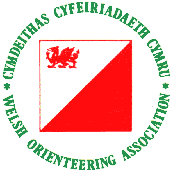 * CYMDEITHAS CYFEIRIADAETH CYMRU *
WELSH ORIENTEERING ASSOCIATION